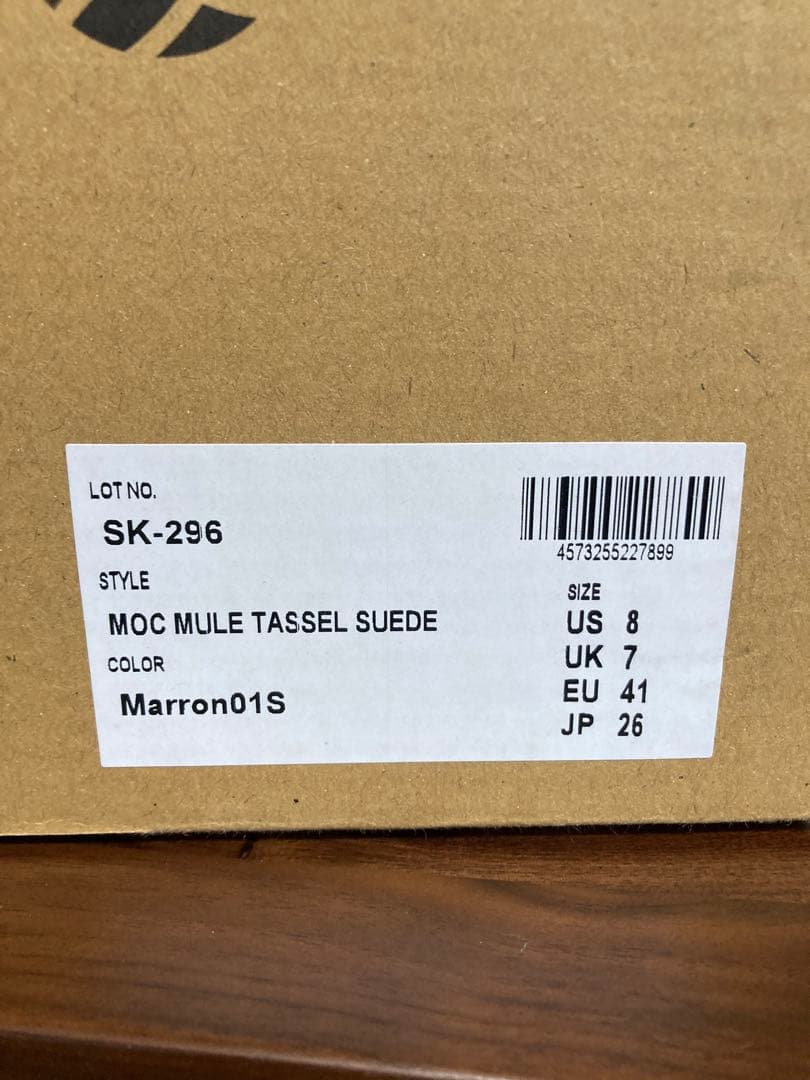 LOT NO.
SK-296
4573255227899
STYLE
MOC MULE TASSEL SUEDE
COLOR
Marron01S
SIZE
US 8
UK 7
EU 41
JP 26